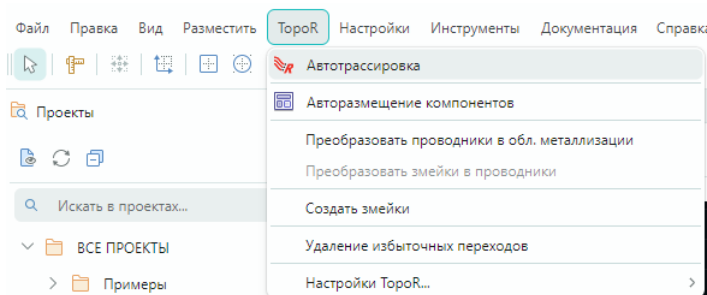 Файл Правка Вид Разместить TopoR Настройки Инструменты Документация Справка
Автотрассировка
Проекты
Авторазмещение компонентов
Преобразовать проводники в обл. металлизации
Преобразовать змейки в проводники
Искать в проектах...
Создать змейки
ВСЕ ПРОЕКТЫ
Удаление избыточных переходов
Примеры
Настройки TopoR...